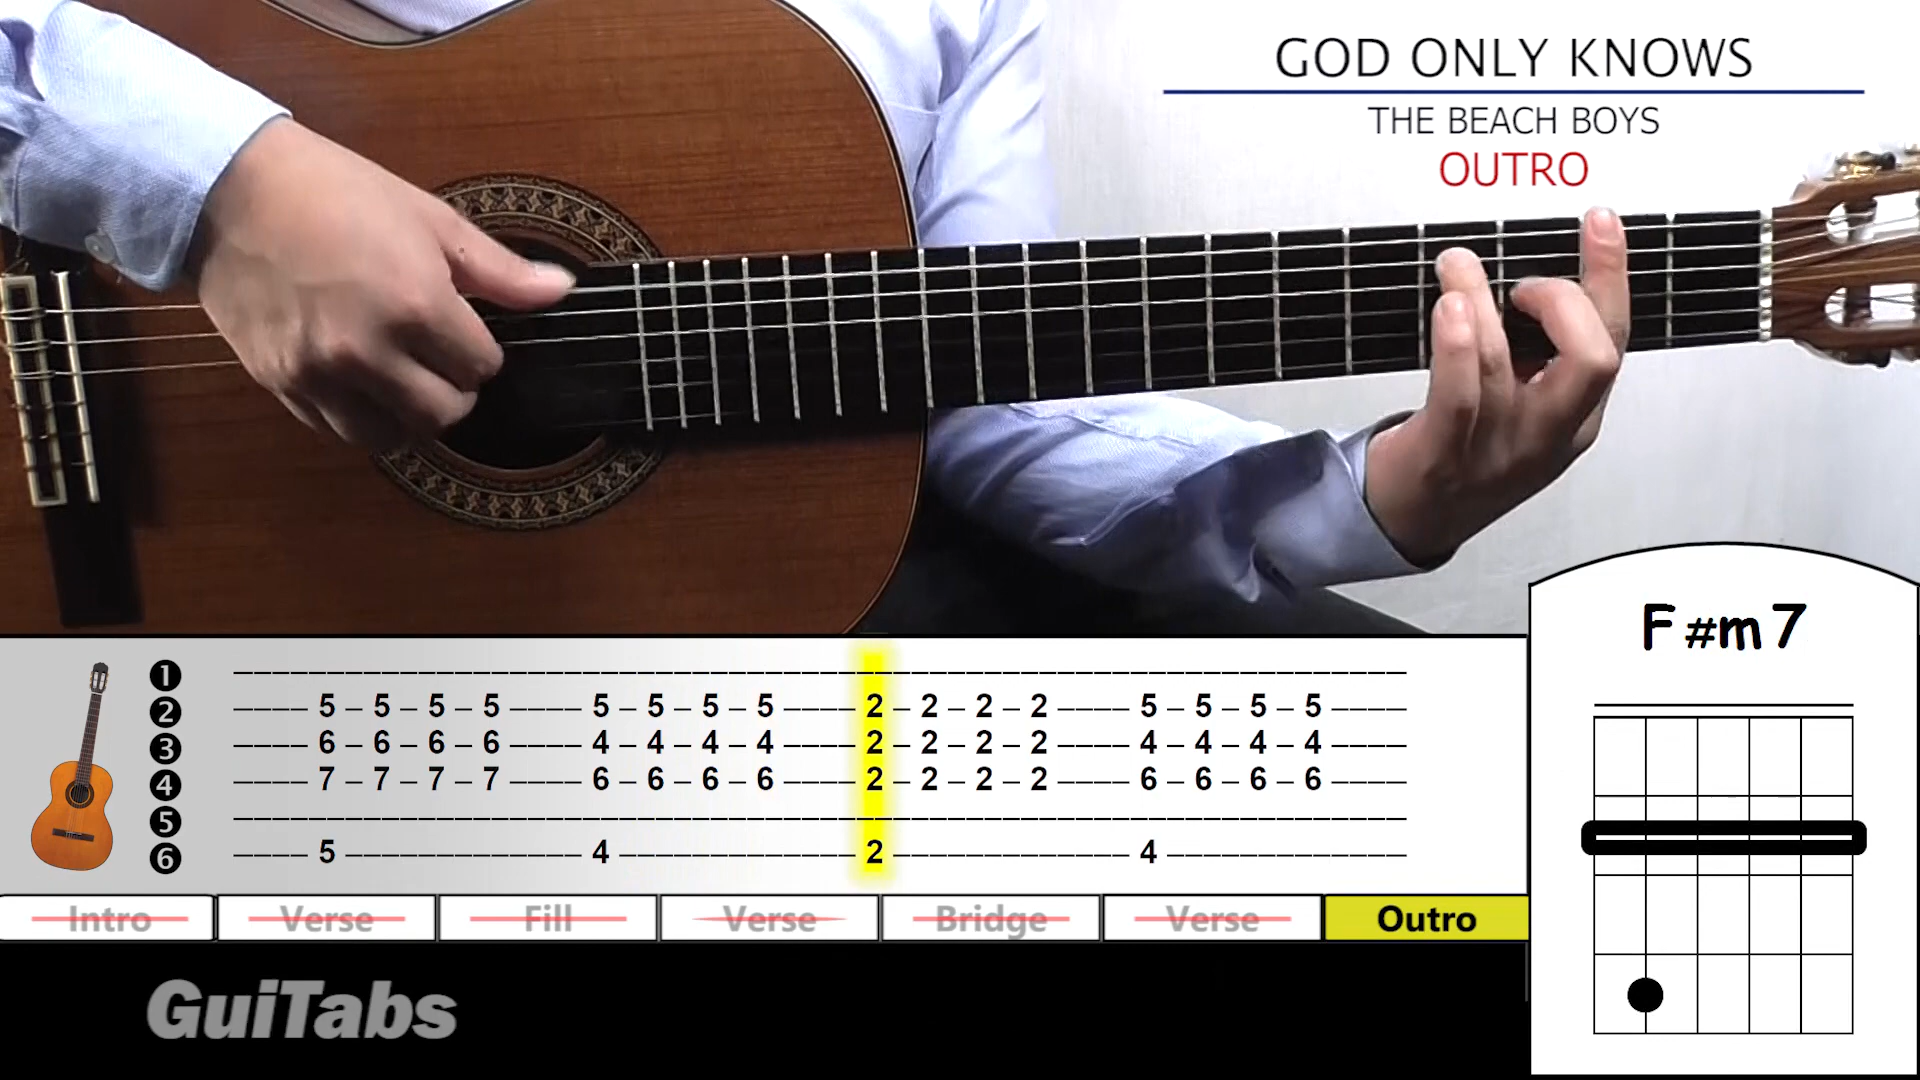 GOD ONLY KNOWS
THE BEACH BOYS
OUTRO
F#m7
1 ––––––––––––––––––––––––––––––––
2 –––– 5 – 5 – 5 – 5 –––– 5 – 5 – 5 – 5 –––– 2 – 2 – 2 – 2 –––– 5 – 5 – 5 – 5 ––––
3 –––– 6 – 6 – 6 – 6 –––– 4 – 4 – 4 – 4 –––– 2 – 2 – 2 – 2 –––– 4 – 4 – 4 – 4 ––––
4 –––– 7 – 7 – 7 – 7 –––– 6 – 6 – 6 – 6 –––– 2 – 2 – 2 – 2 –––– 6 – 6 – 6 – 6 ––––
5 ––––––––––––––––––––––––––––––––
6 –––– 5 –––––––––– 4 –––––––––– 2 –––––––––– 4 ––––––––––
Intro Verse Fill Verse Bridge Verse Outro
GuiTabs